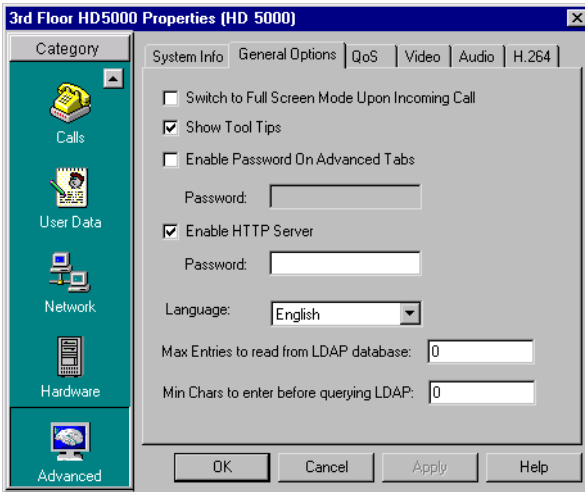 3rd Floor HD5000 Properties (HD 5000)
Category
Calls
User Data
Network
Hardware
Advanced
System Info General Options QoS Video Audio H.264
Switch to Full Screen Mode Upon Incoming Call
Show Tool Tips
Enable Password On Advanced Tabs
Password:
Enable HTTP Server
Password:
Language: English
Max Entries to read from LDAP database: 0
Min Chars to enter before querying LDAP: 0
OK Cancel Apply Help